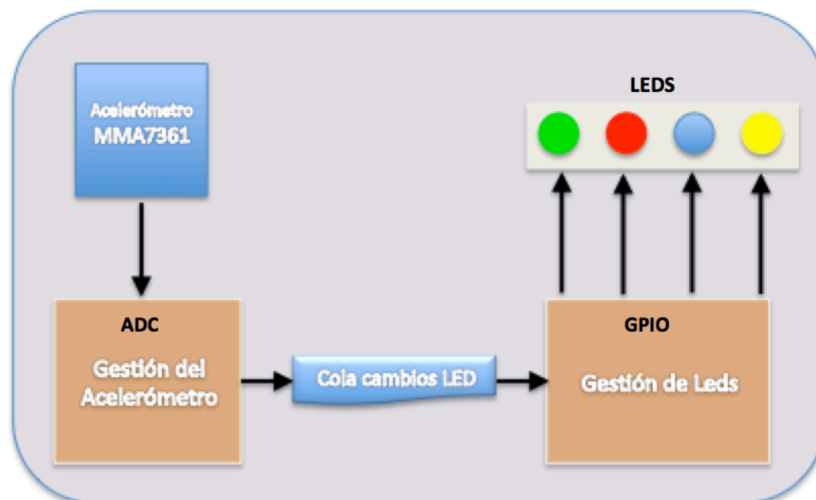 Acelerómetro
MMA7361
LEDS
ADC
Gestión del
Acelerómetro
Cola cambios LED
GPIO
Gestión de Leds